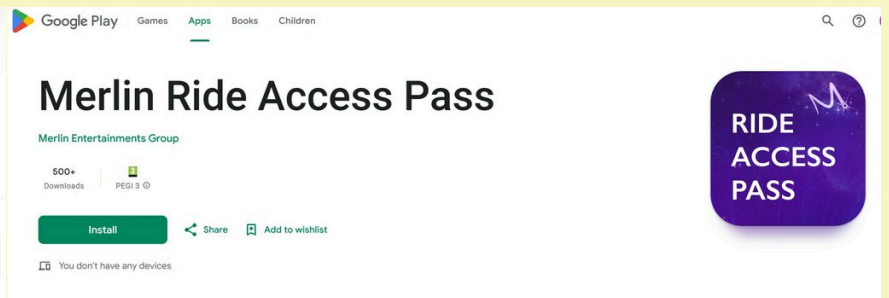 Google Play Games Apps Books Children
Merlin Ride Access Pass
Merlin Entertainments Group
500+
Downloads
3
PEGI 3
Install Share Add to wishlist
You don't have any devices
RIDE
ACCESS
PASS